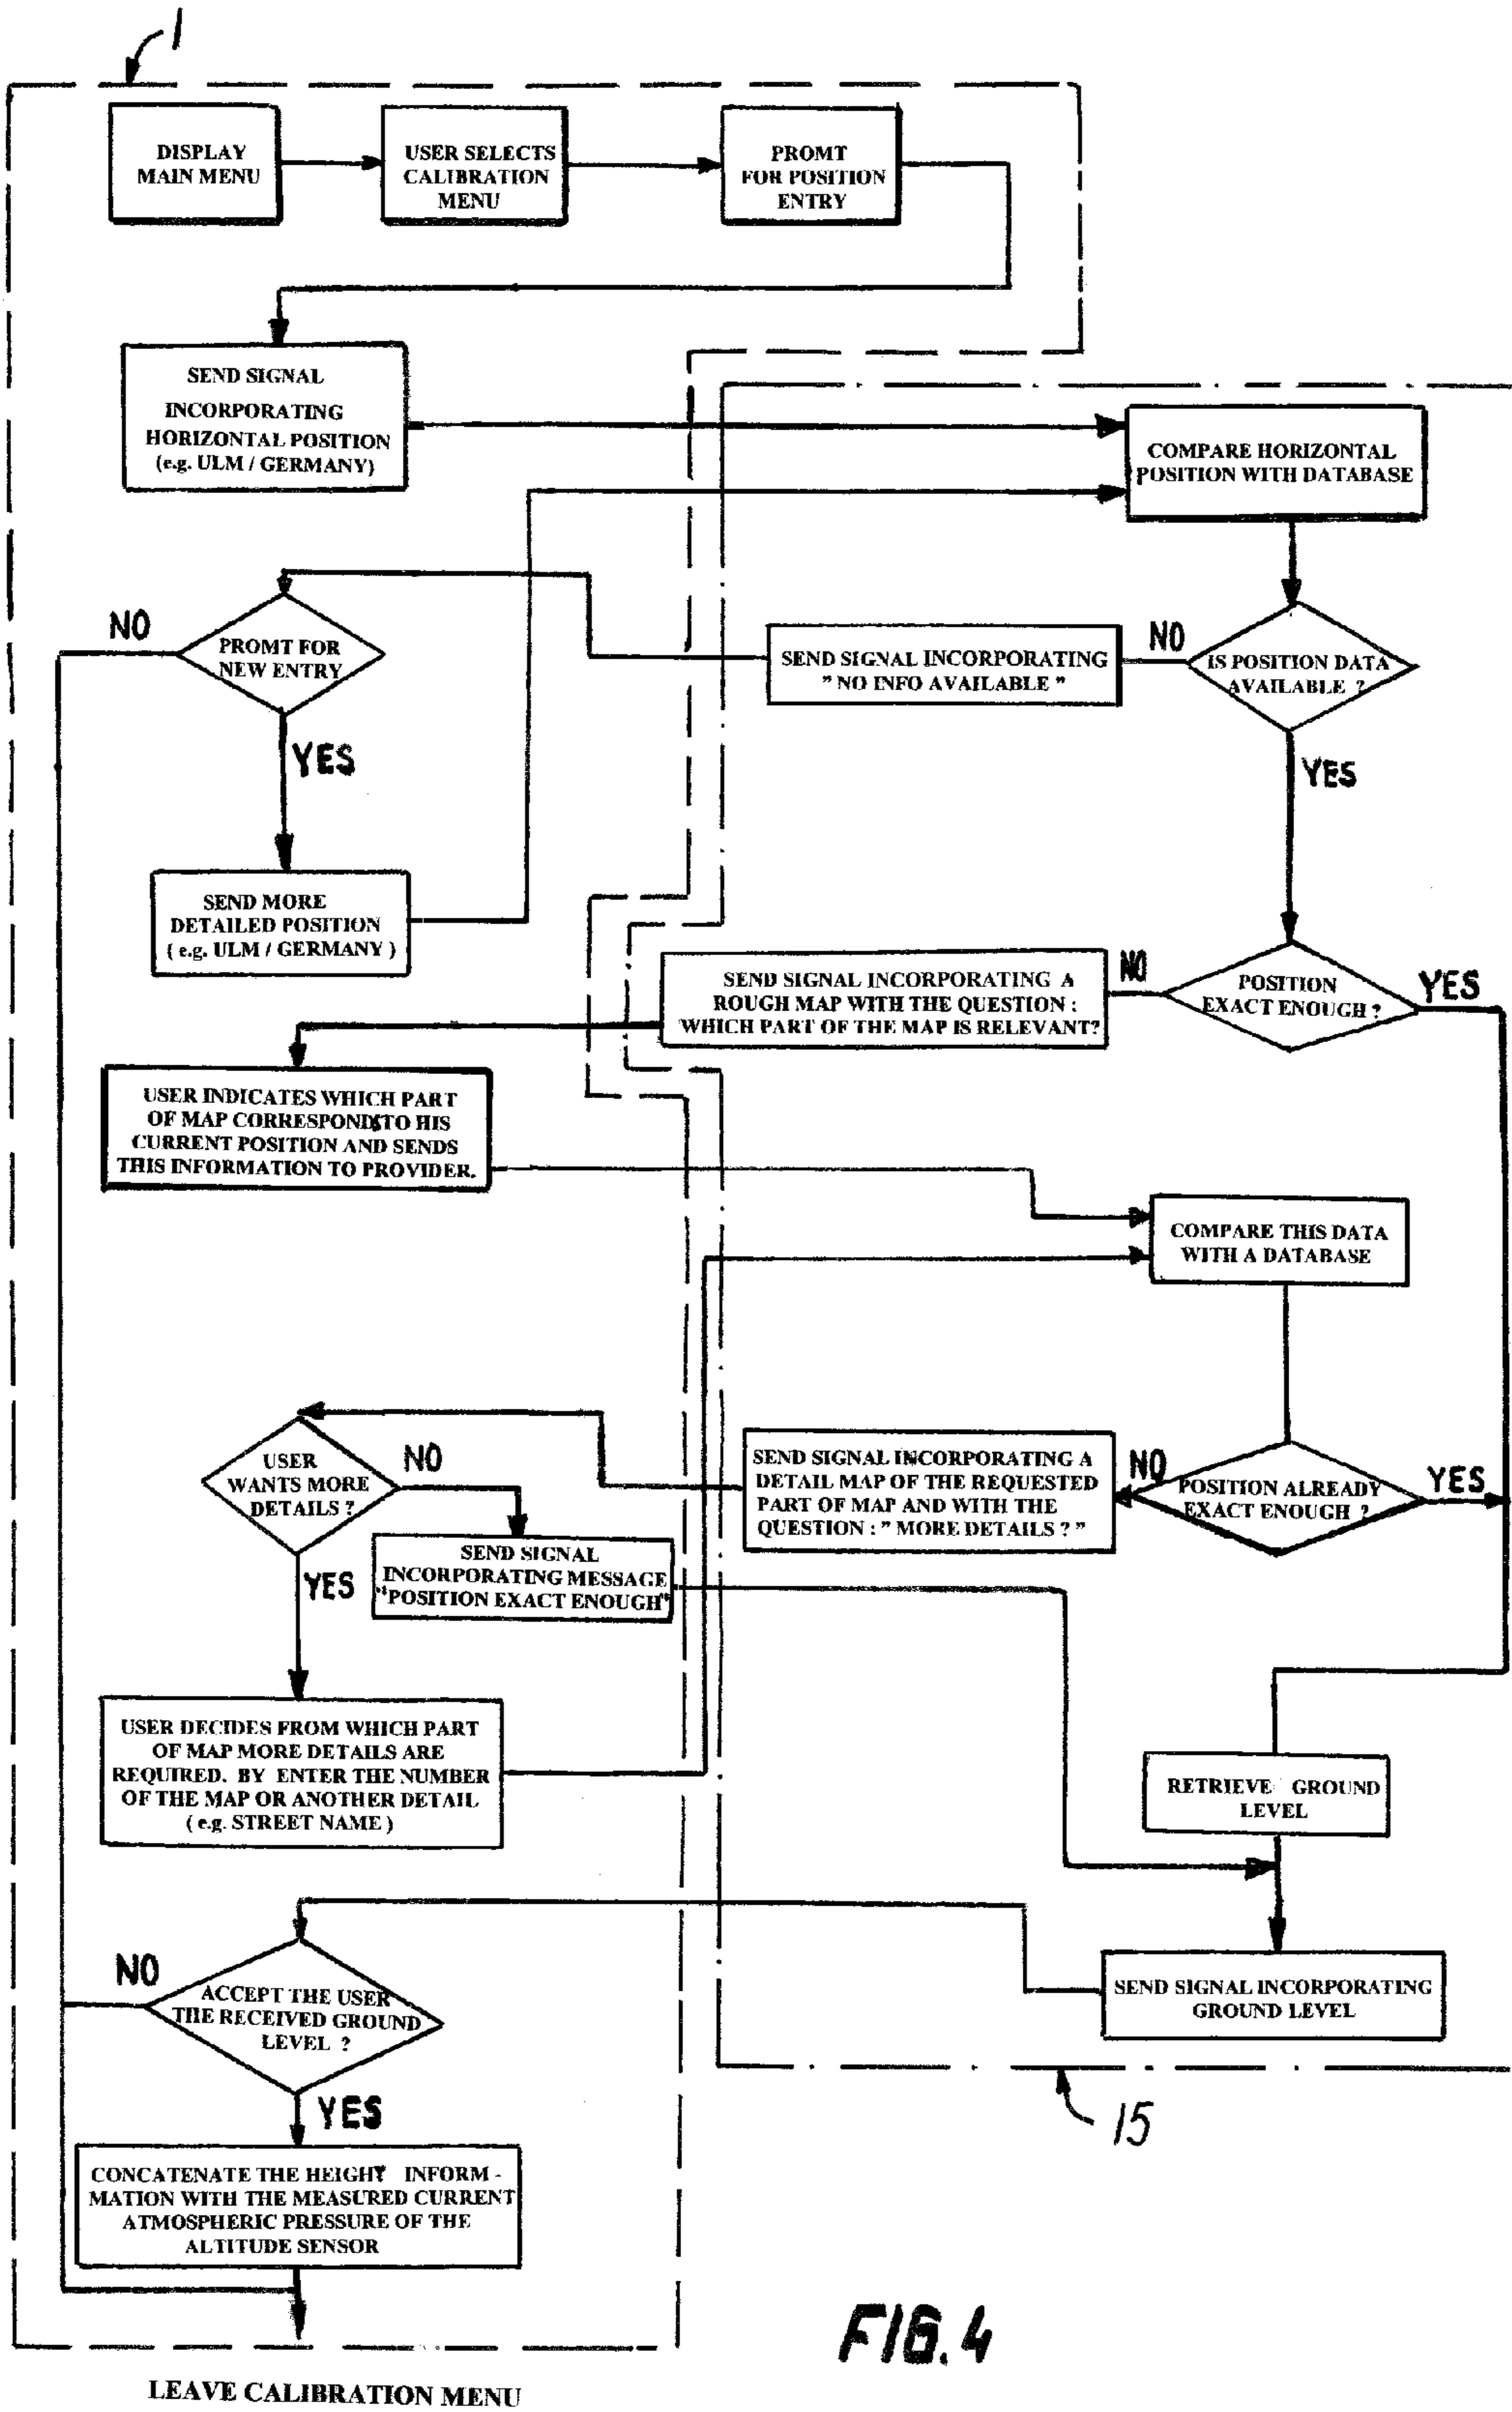 1
DISPLAY
MAIN MENU
USER SELECTS
CALIBRATION
MENU
PROMT
FOR POSITION
ENTRY
SEND SIGNAL
INCORPORATING
HORIZONTAL POSITION
(e.g. ULM / GERMANY)
COMPARE HORIZONTAL
POSITION WITH DATABASE
NO
PROMT FOR
NEW ENTRY
SEND SIGNAL INCORPORATING
" NO INFO AVAILABLE "
NO
IS POSITION DATA
AVAILABLE ?
YES
YES
SEND MORE
DETAILED POSITION
( e.g. ULM / GERMANY )
SEND SIGNAL INCORPORATING A
ROUGH MAP WITH THE QUESTION :
WHICH PART OF THE MAP IS RELEVANT?
NO
POSITION
EXACT ENOUGH ?
YES
USER INDICATES WHICH PART
OF MAP CORRESPONDSTO HIS
CURRENT POSITION AND SENDS
THIS INFORMATION TO PROVIDER.
COMPARE THIS DATA
WITH A DATABASE
USER
WANTS MORE
DETAILS ?
NO
SEND SIGNAL INCORPORATING A
DETAIL MAP OF THE REQUESTED
PART OF MAP AND WITH THE
QUESTION : " MORE DETAILS ? "
NO
POSITION ALREADY
EXACT ENOUGH ?
YES
YES
SEND SIGNAL
INCORPORATING MESSAGE
"POSITION EXACT ENOUGH"
USER DECIDES FROM WHICH PART
OF MAP MORE DETAILS ARE
REQUIRED. BY ENTER THE NUMBER
OF THE MAP OR ANOTHER DETAIL
( e.g. STREET NAME )
RETRIEVE GROUND
LEVEL
NO
ACCEPT THE USER
THE RECEIVED GROUND
LEVEL ?
SEND SIGNAL INCORPORATING
GROUND LEVEL
YES
15
CONCATENATE THE HEIGHT INFORM -
MATION WITH THE MEASURED CURRENT
ATMOSPHERIC PRESSURE OF THE
ALTITUDE SENSOR
FIG.4
LEAVE CALIBRATION MENU